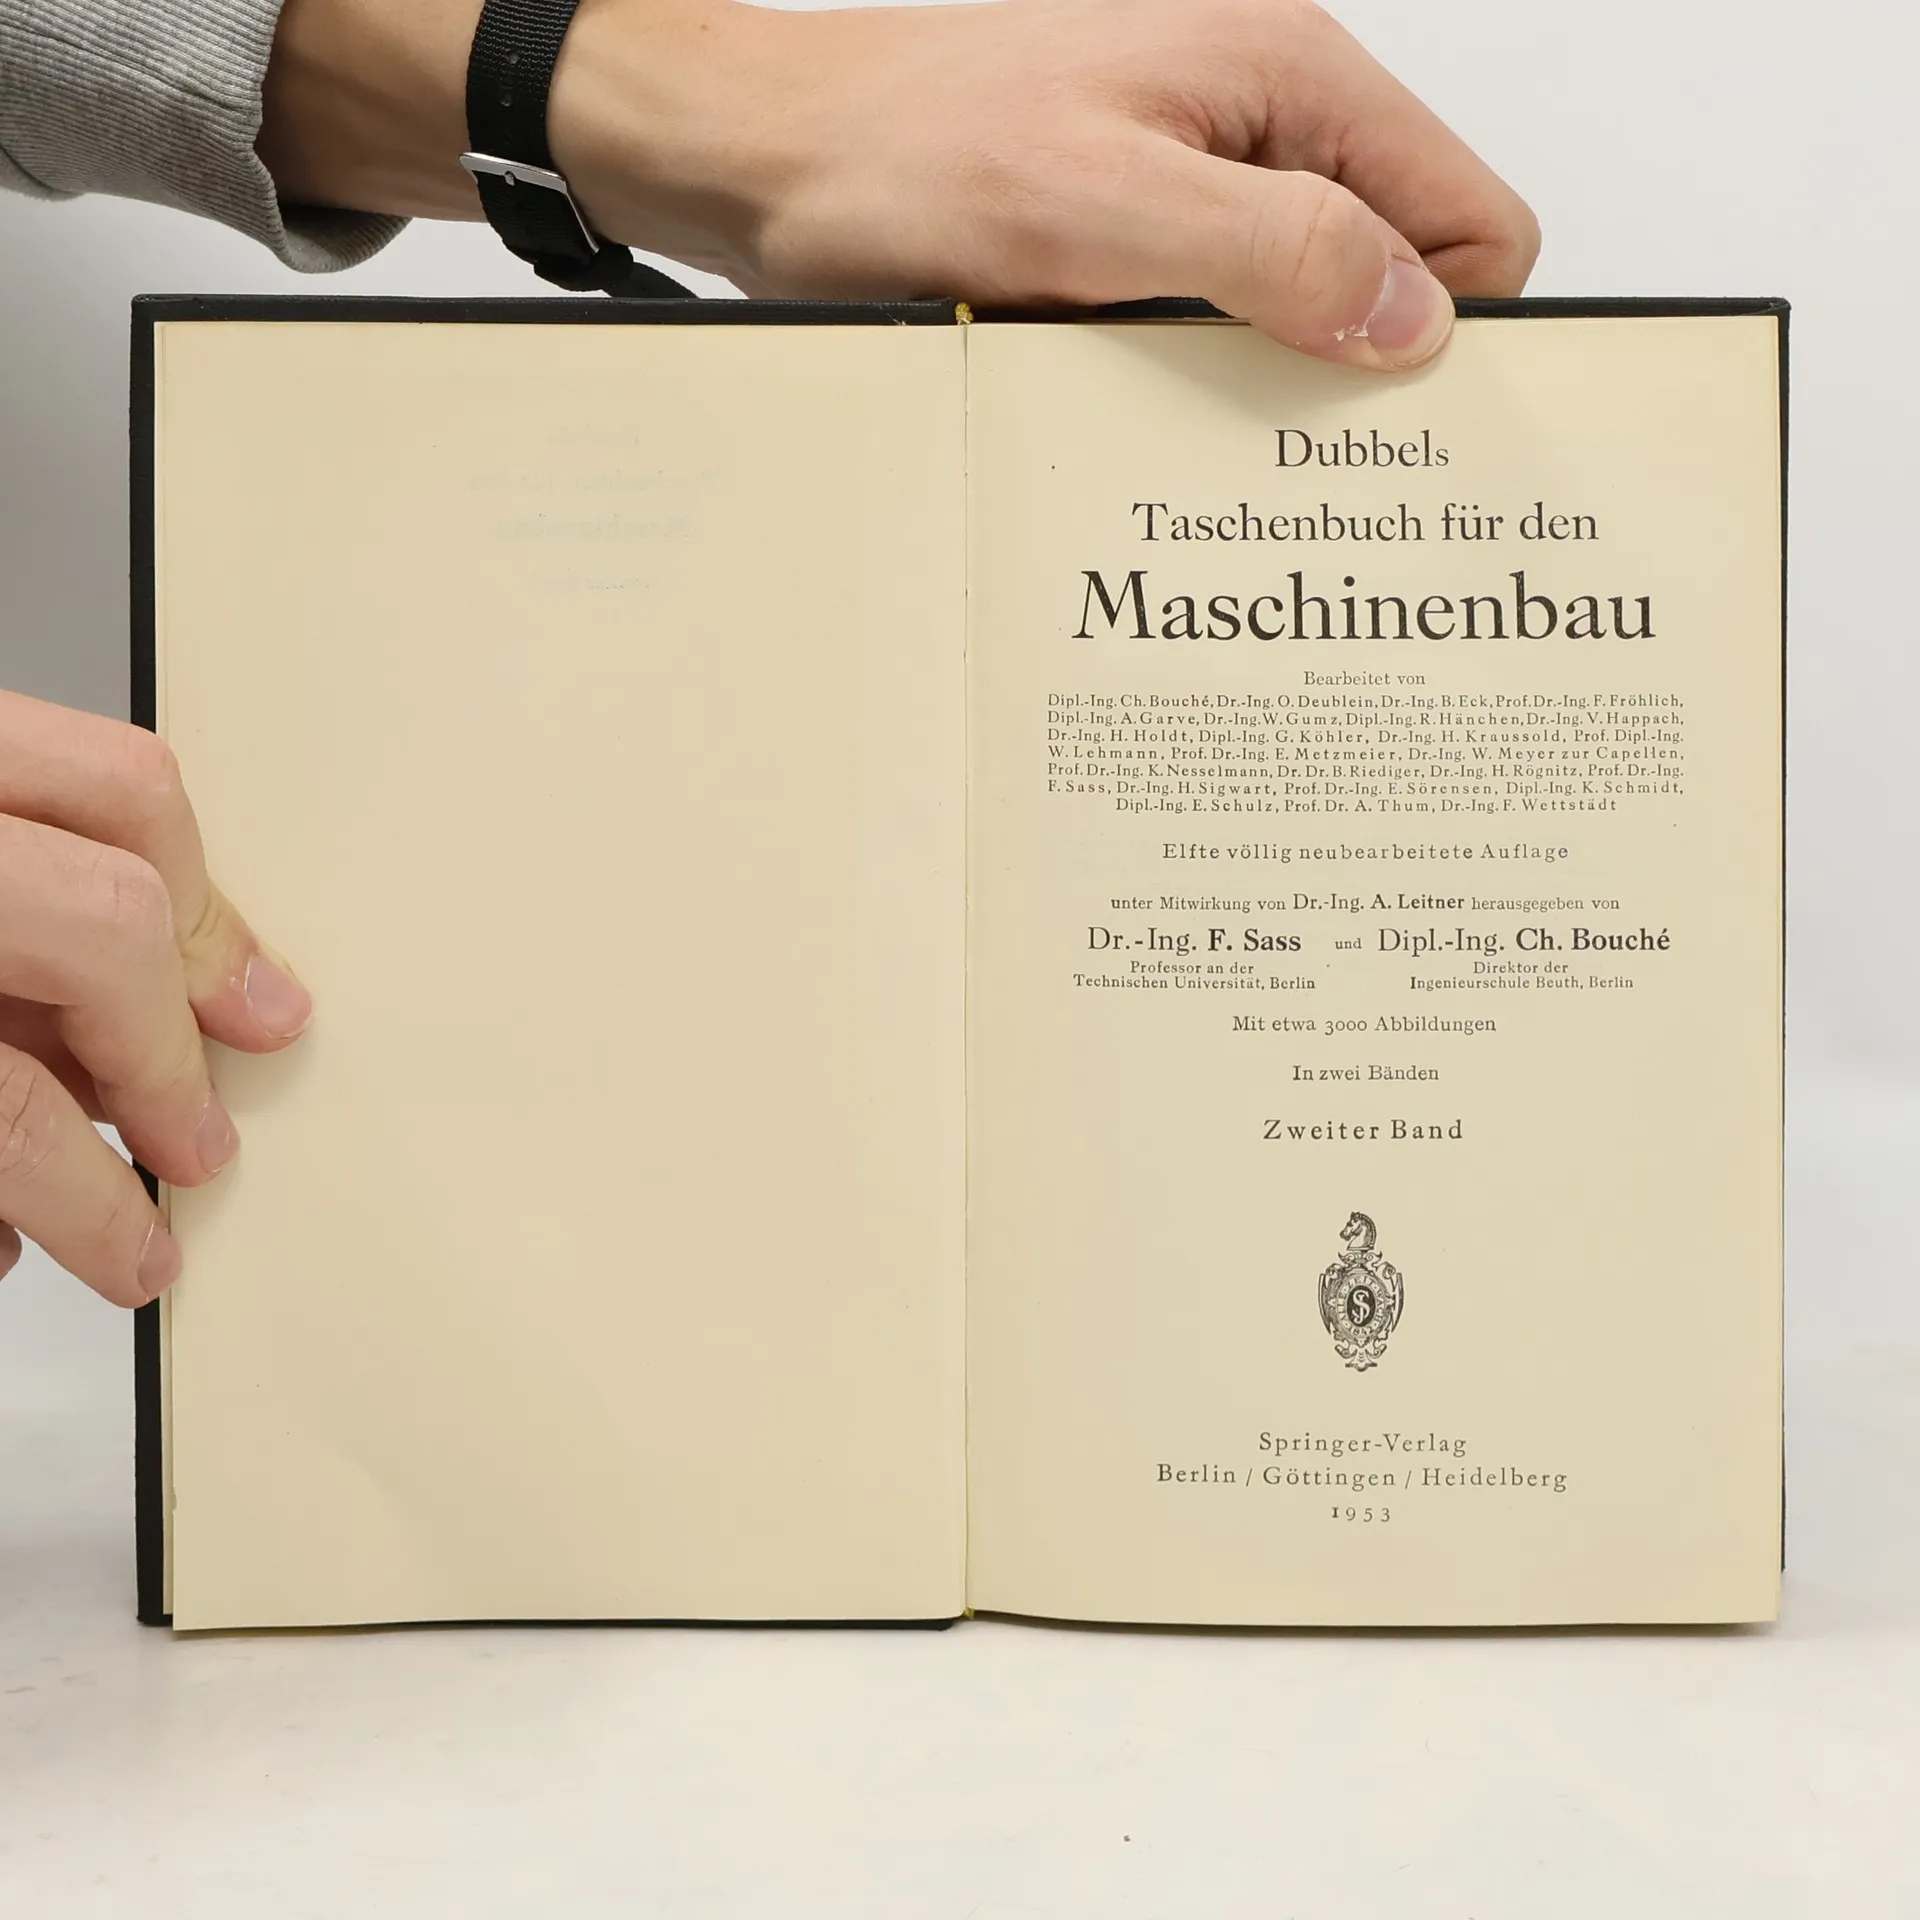 Dubbels
Taschenbuch für den
Maschinenbau
Bearbeitet von
Dipl.-Ing. Ch. Bouché, Dr.-Ing. O. Deublein, Dr.-Ing. B. Eck, Prof. Dr.-Ing. F. Fröhlich,
Dipl.-Ing. A. Garve, Dr.-Ing. W. Gumz, Dipl.-Ing. R. Hänchen, Dr.-Ing. V. Happach,
Dr.-Ing. H. Holdt, Dipl.-Ing. G. Köhler, Dr.-Ing. H. Kraussold, Prof. Dipl.-Ing.
W. Lehmann, Prof. Dr.-Ing. E. Metzmeier, Dr.-Ing. W. Meyer zur Capellen,
Prof. Dr.-Ing. K. Nesselmann, Dr. Dr. B. Riediger, Dr.-Ing. H. Rögnitz, Prof. Dr.-Ing.
F. Sass, Dr.-Ing. H. Sigwart, Prof. Dr.-Ing. E. Sörensen, Dipl.-Ing. K. Schmidt,
Dipl.-Ing. E. Schulz, Prof. Dr. A. Thum, Dr.-Ing. F. Wettstädt
Elfte völlig neubearbeitete Auflage
unter Mitwirkung von Dr.-Ing. A. Leitner herausgegeben von
Dr.-Ing. F. Sass und Dipl.-Ing. Ch. Bouché
Professor an der Direktor der
Technischen Universität, Berlin Ingenieurschule Beuth, Berlin
Mit etwa 3000 Abbildungen
In zwei Bänden
Zweiter Band
ALLE ZEIT WACH
JS
1842
Springer-Verlag
Berlin / Göttingen / Heidelberg
1953